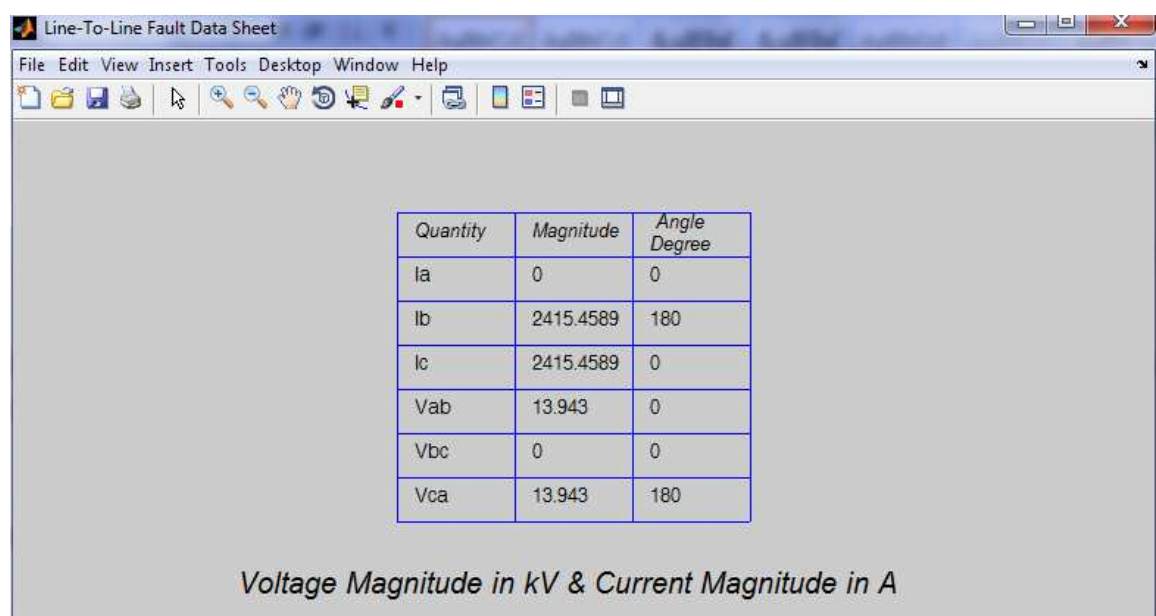 Line-To-Line Fault Data Sheet
File Edit View Insert Tools Desktop Window Help
Quantity Magnitude Angle Degree
Ia 0 0
Ib 2415.4589 180
Ic 2415.4589 0
Vab 13.943 0
Vbc 0 0
Vca 13.943 180
Voltage Magnitude in kV & Current Magnitude in A